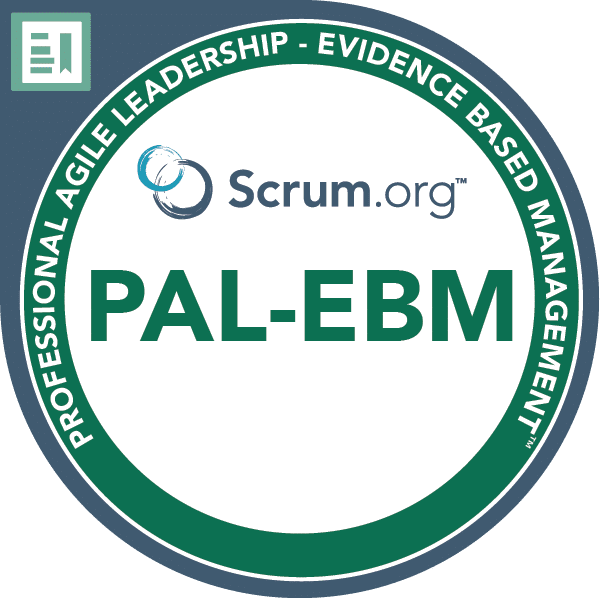 PROFESSIONAL AGILE LEADERSHIP - EVIDENCE BASED MANAGEMENT™
Scrum.org™
PAL-EBM